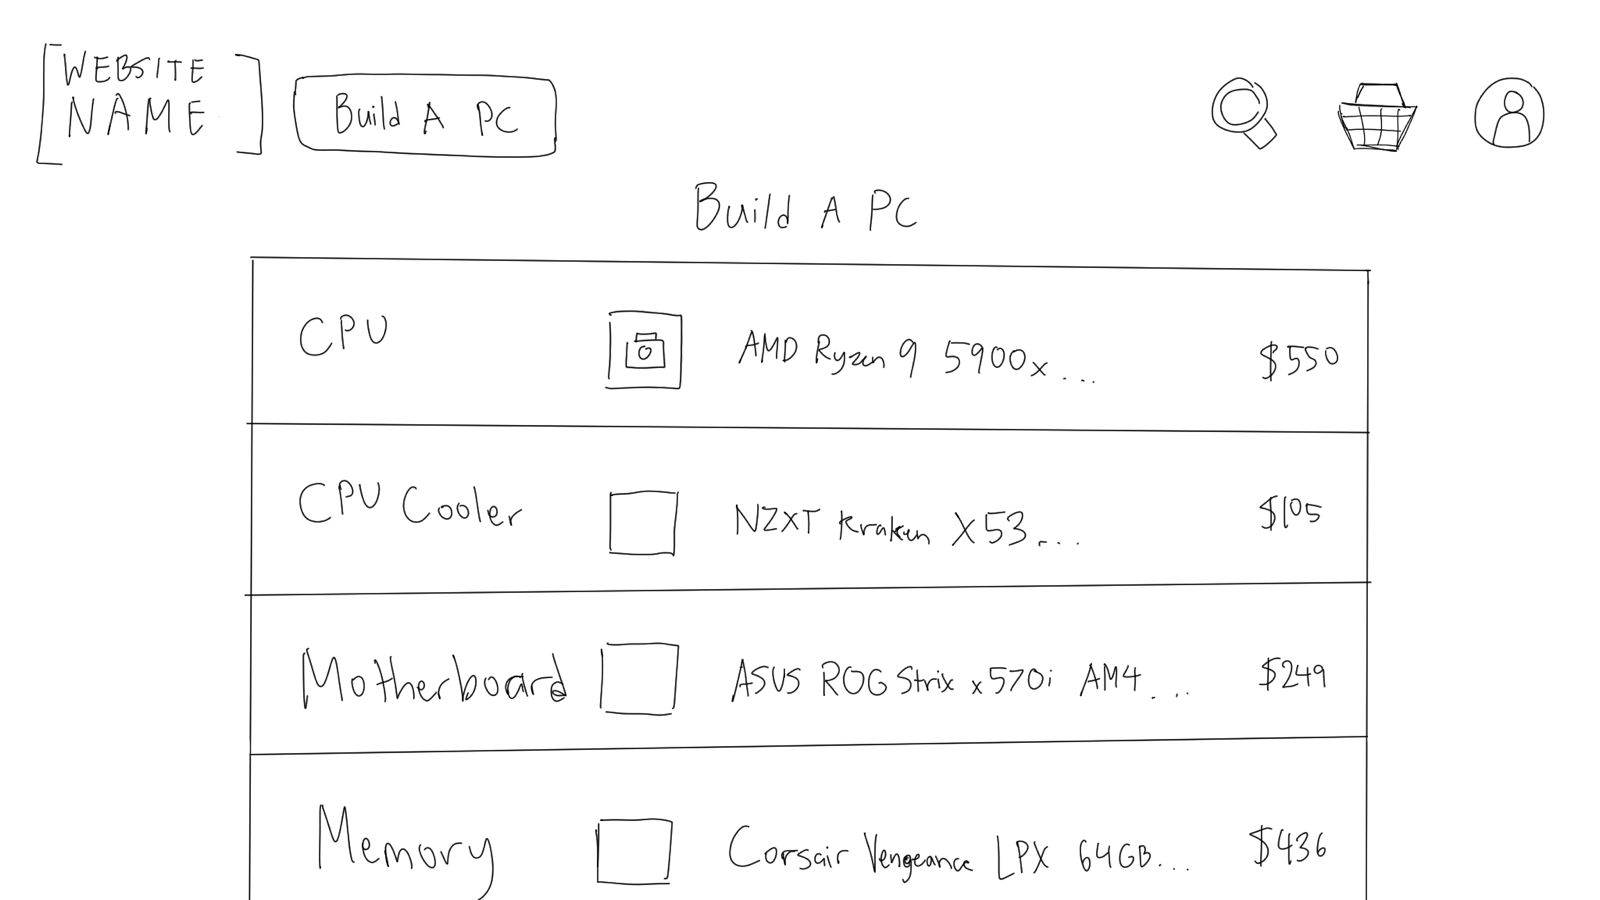 WEBSITE
NAME
Build A PC
Build A PC
CPU AMD Ryzen 9 5900x... $550
CPU Cooler NZXT Kraken X53... $105
Motherboard ASUS ROG Strix x570i AM4... $249
Memory Corsair Vengeance LPX 64GB... $436